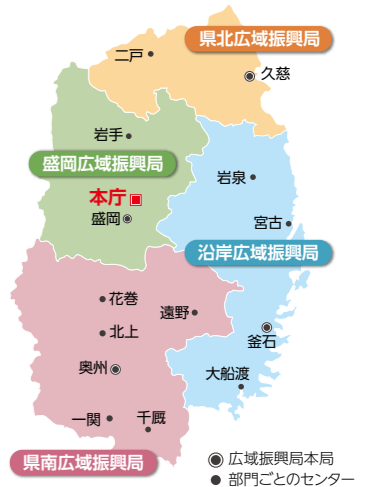 県北広域振興局
二戸
久慈
岩手
盛岡広域振興局
岩泉
本庁
盛岡
宮古
沿岸広域振興局
花巻
遠野
北上
釜石
奥州
大船渡
一関
千厩
県南広域振興局
広域振興局本局
部門ごとのセンター